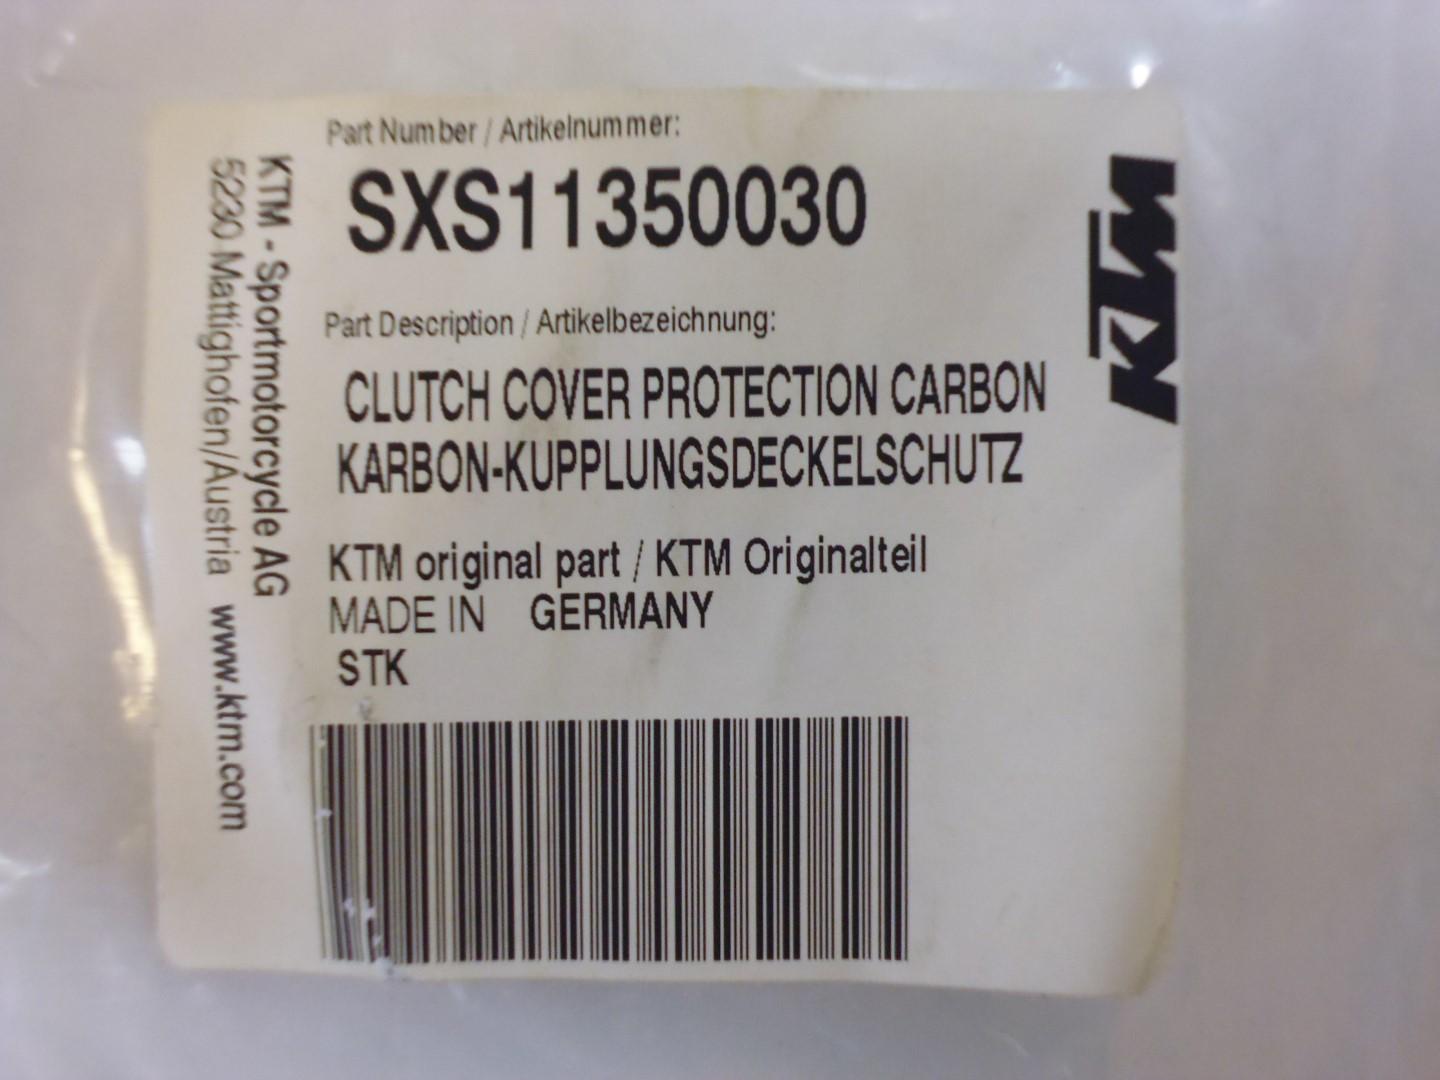 Part Number / Artikelnummer:
SXS11350030
Part Description / Artikelbezeichnung:
CLUTCH COVER PROTECTION CARBON
KARBON-KUPPLUNGSDECKELSCHUTZ
KTM original part / KTM Originalteil
MADE IN GERMANY
STK
KTM - Sportmotorcycle AG
5230 Mattighofen/Austria www.ktm.com
KTM